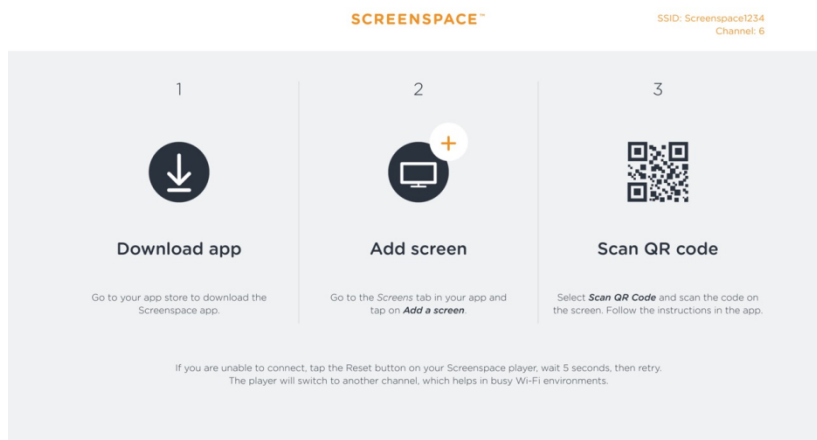 SCREENSPACE™
SSID: Screenspace1234
Channel: 6
1
Download app
Go to your app store to download the
Screenspace app.
2
Add screen
Go to the Screens tab in your app and
tap on Add a screen.
3
Scan QR code
Select Scan QR Code and scan the code on
the screen. Follow the instructions in the app.
If you are unable to connect, tap the Reset button on your Screenspace player, wait 5 seconds, then retry.
The player will switch to another channel, which helps in busy Wi-Fi environments.